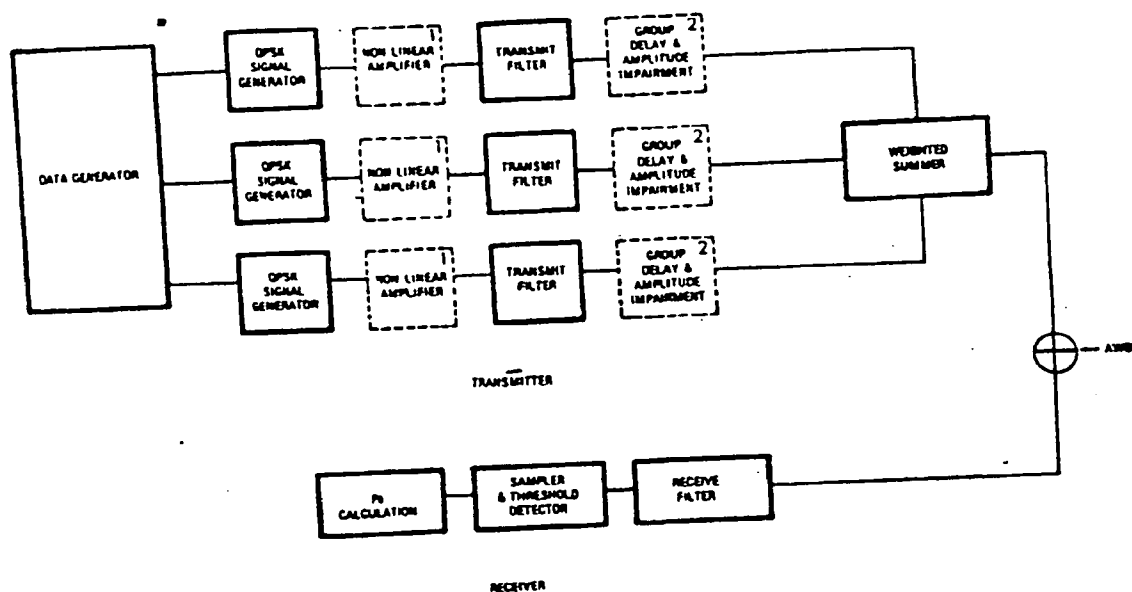 DATA GENERATOR
QPSK
SIGNAL
GENERATOR
1
NON LINEAR
AMPLIFIER
TRANSMIT
FILTER
2
GROUP
DELAY &
AMPLITUDE
IMPAIRMENT
QPSK
SIGNAL
GENERATOR
1
NON LINEAR
AMPLIFIER
TRANSMIT
FILTER
2
GROUP
DELAY &
AMPLITUDE
IMPAIRMENT
WEIGHTED
SUMMER
QPSK
SIGNAL
GENERATOR
1
NON LINEAR
AMPLIFIER
TRANSMIT
FILTER
2
GROUP
DELAY &
AMPLITUDE
IMPAIRMENT
TRANSMITTER
CALCULATION
SAMPLER
& THRESHOLD
DETECTOR
RECEIVE
FILTER
RECEIVER